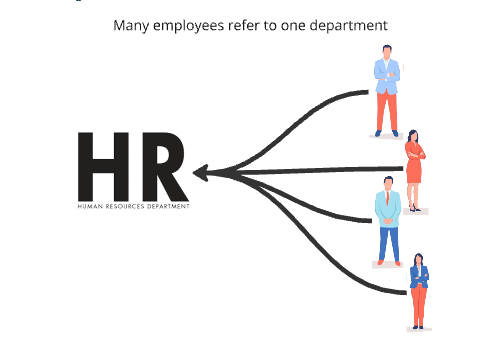 Many employees refer to one department
HR
HUMAN RESOURCES DEPARTMENT